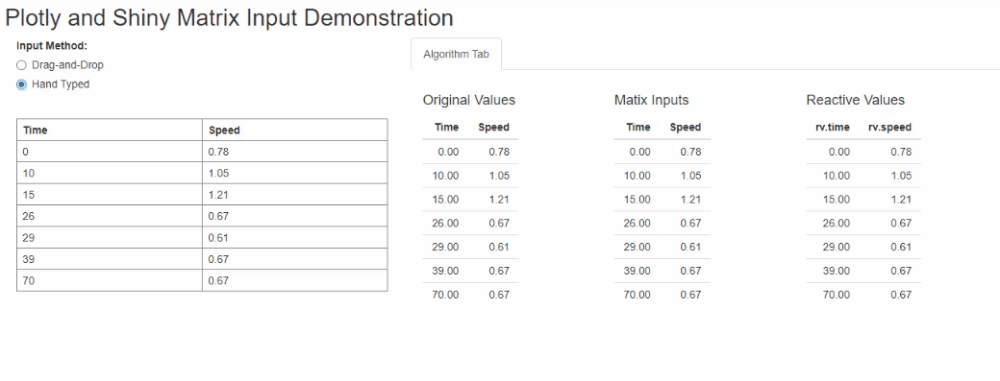 Plotly and Shiny Matrix Input Demonstration
Input Method:
Drag-and-Drop
Hand Typed
Time Speed
0 0.78
10 1.05
15 1.21
26 0.67
29 0.61
39 0.67
70 0.67
Algorithm Tab
Original Values
Time Speed
0.00 0.78
10.00 1.05
15.00 1.21
26.00 0.67
29.00 0.61
39.00 0.67
70.00 0.67
Matix Inputs
Time Speed
0.00 0.78
10.00 1.05
15.00 1.21
26.00 0.67
29.00 0.61
39.00 0.67
70.00 0.67
Reactive Values
rv.time rv.speed
0.00 0.78
10.00 1.05
15.00 1.21
26.00 0.67
29.00 0.61
39.00 0.67
70.00 0.67